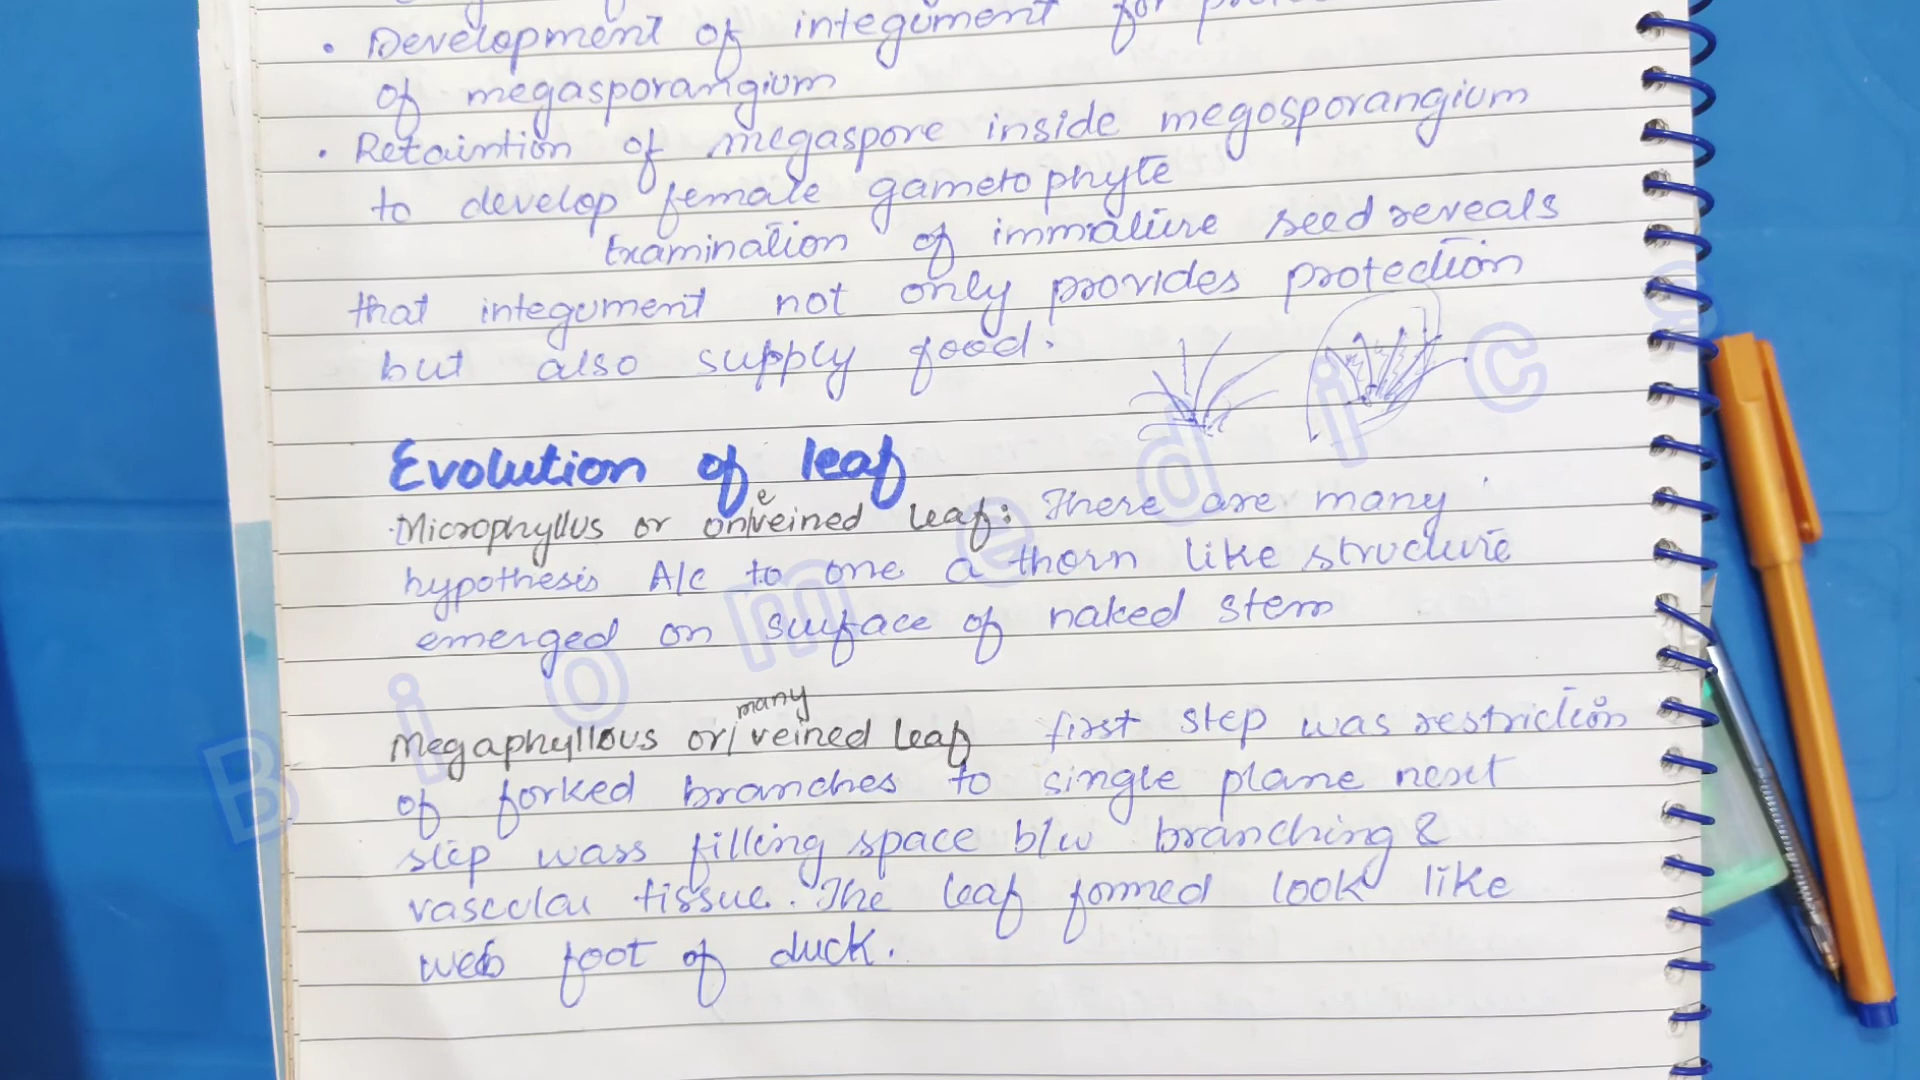 • Development of integument for
of megasporangium
• Retaintion of megaspore inside megosporangium
to develop female gametophyte
Examination of immature seed reveals
that integument not only provides protection
but also supply food.
Evolution of leaf
Microphyllus or one veined leaf: There are many
hypothesis A/c to one a thorn like structure
emerged on surface of naked stem
Megaphyllous or many veined leaf first step was restriction
of forked branches to single plane next
step wass filling space b/w branching &
vascular tissue. The leaf formed look like
web foot of duck.
Biomedics